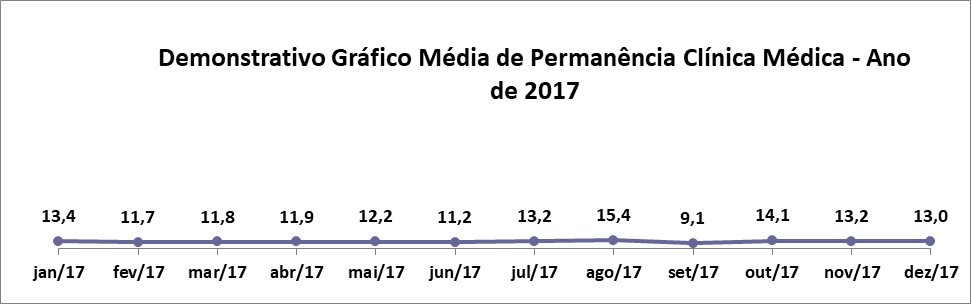 Demonstrativo Gráfico Média de Permanência Clínica Médica - Ano
de 2017
13,4 11,7 11,8 11,9 12,2 11,2 13,2 15,4 9,1 14,1 13,2 13,0
jan/17 fev/17 mar/17 abr/17 mai/17 jun/17 jul/17 ago/17 set/17 out/17 nov/17 dez/17